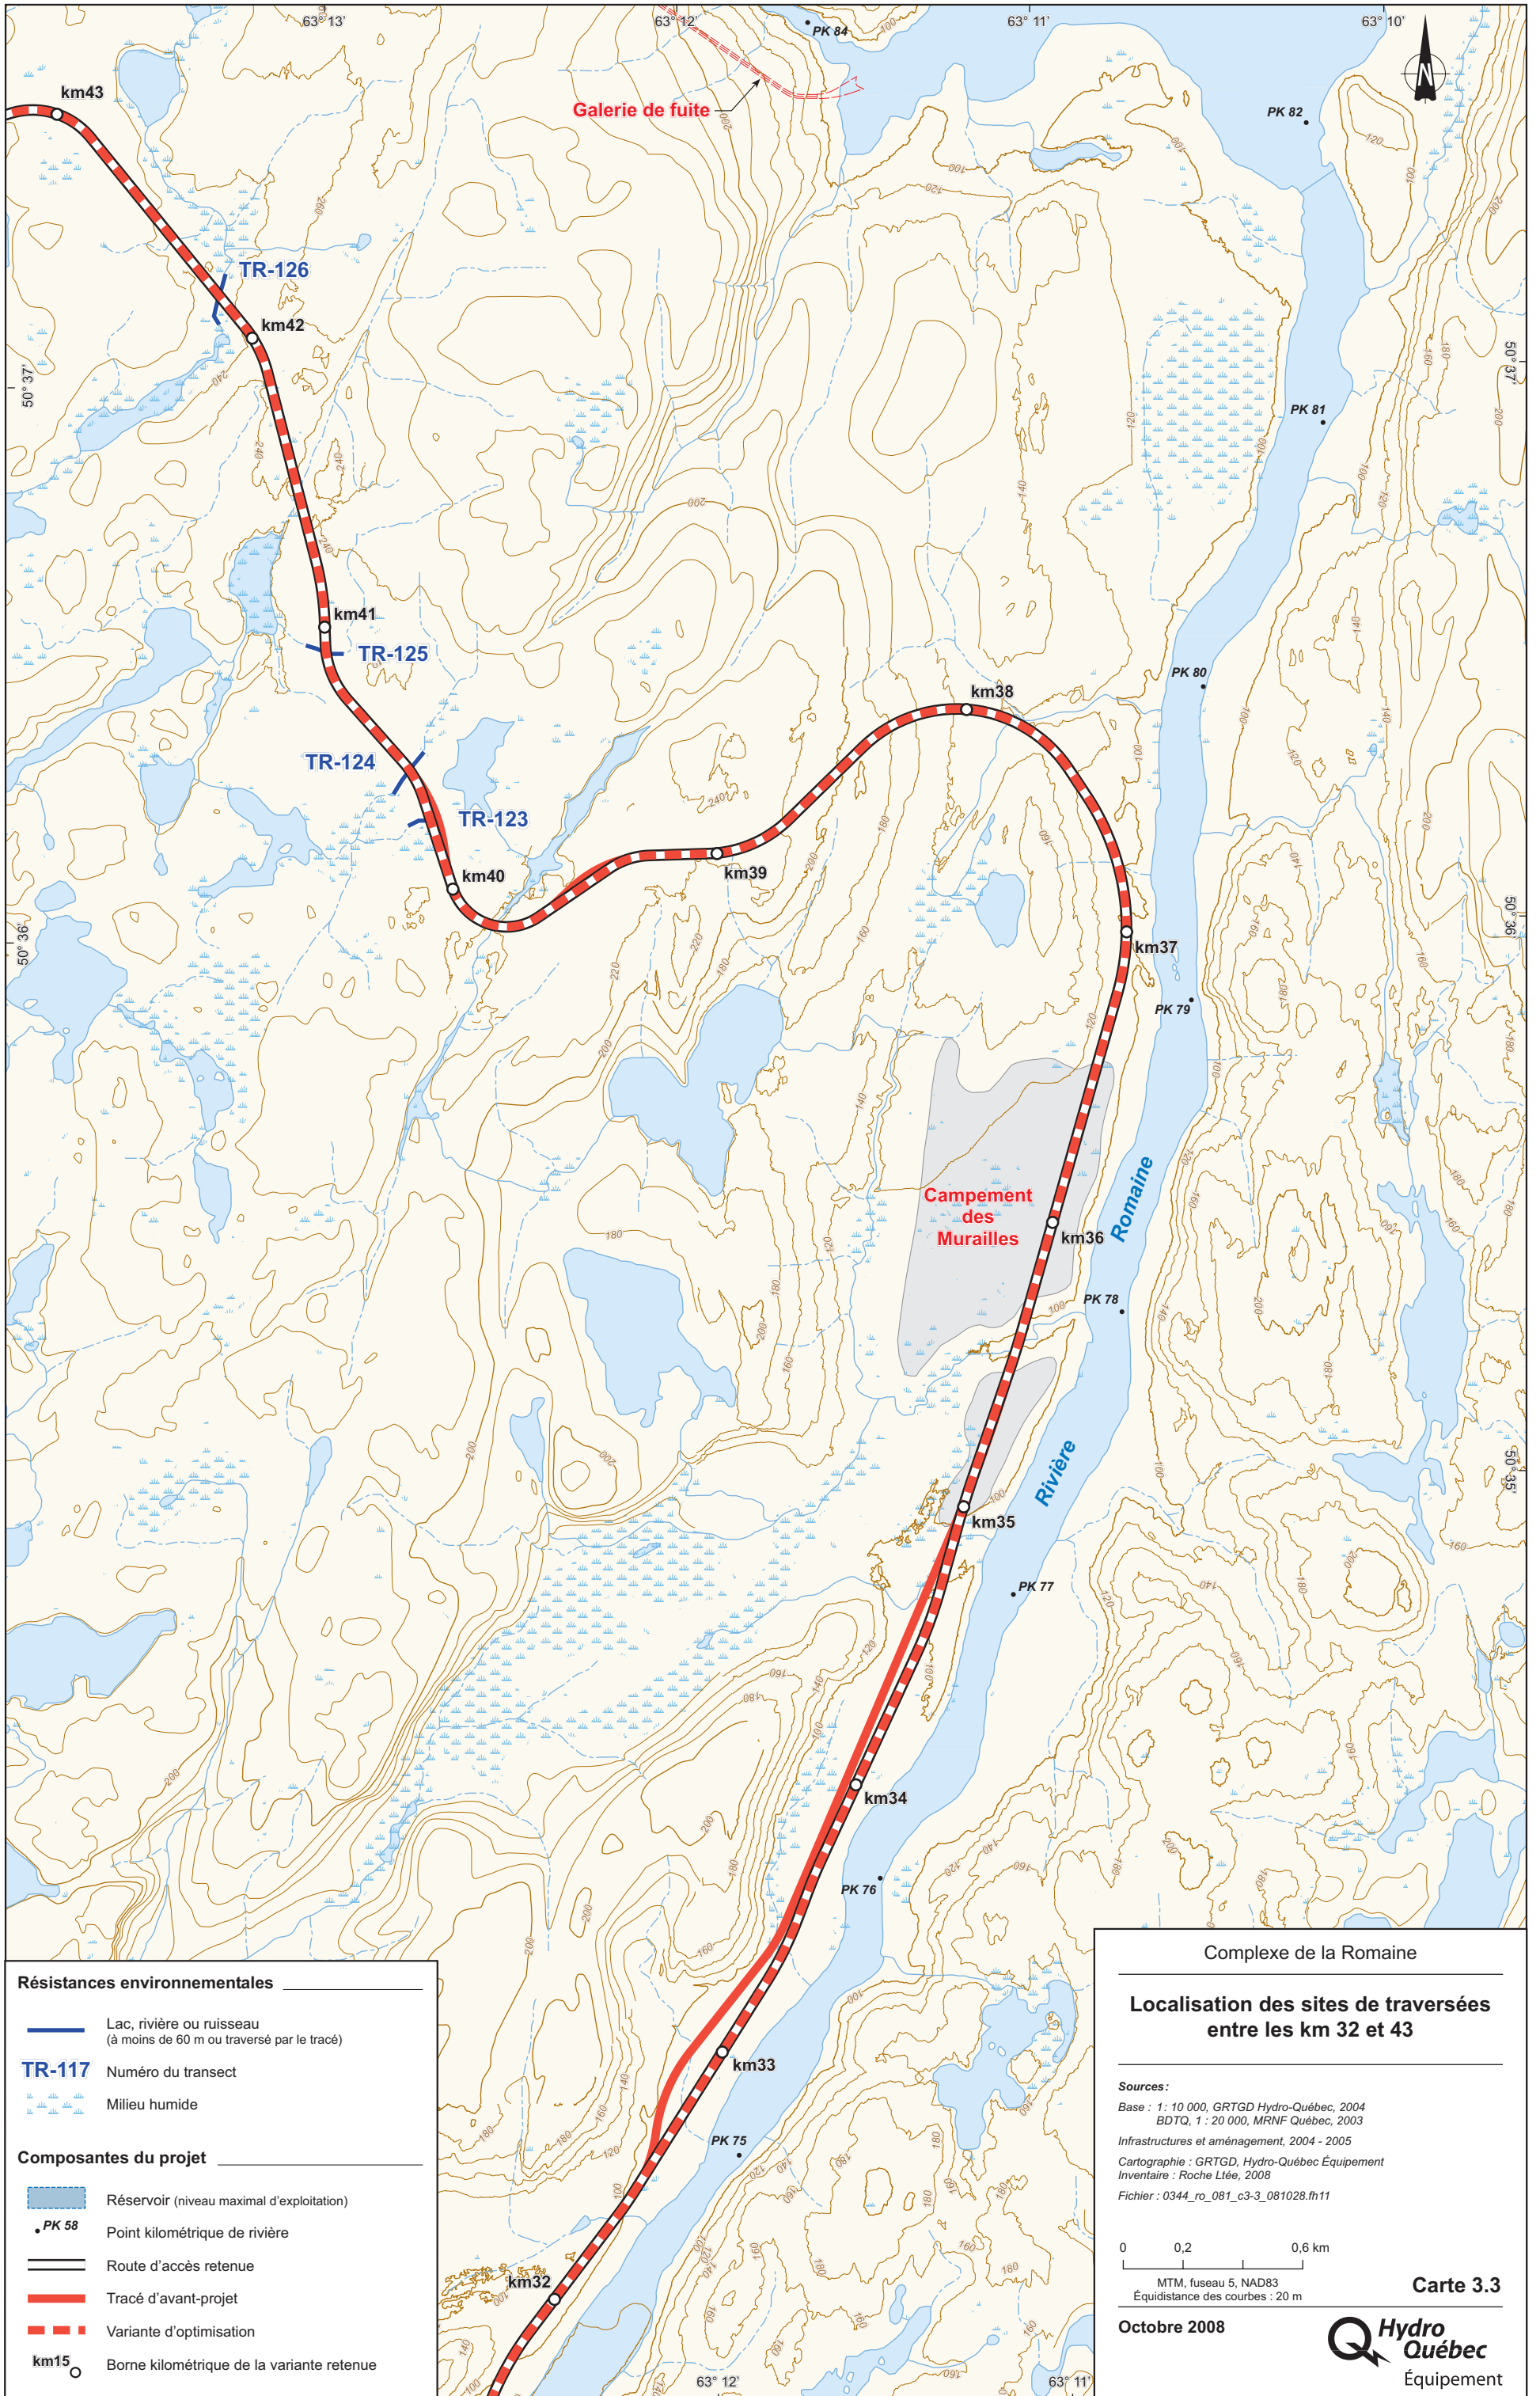 63° 13'
63° 12'
63° 11'
63° 10'
PK 84
km43
Galerie de fuite
PK 82
N
TR-126
km42
50° 37'
50° 37'
PK 81
km41
TR-125
PK 80
km38
TR-124
TR-123
km40
km39
50° 36'
50° 36'
km37
PK 79
Campement
des
Murailles
Romaine
km36
PK 78
Rivière
50° 35'
km35
PK 77
km34
PK 76
km33
PK 75
km32
63° 12'
63° 11'
Résistances environnementales
Lac, rivière ou ruisseau
(à moins de 60 m ou traversé par le tracé)
TR-117 Numéro du transect
Milieu humide
Composantes du projet
Réservoir (niveau maximal d'exploitation)
PK 58 Point kilométrique de rivière
Route d'accès retenue
Tracé d'avant-projet
Variante d'optimisation
km15 Borne kilométrique de la variante retenue
Complexe de la Romaine
Localisation des sites de traversées
entre les km 32 et 43
Sources :
Base : 1 : 10 000, GRTGD Hydro-Québec, 2004
BDTQ, 1 : 20 000, MRNF Québec, 2003
Infrastructures et aménagement, 2004 - 2005
Cartographie : GRTGD, Hydro-Québec Équipement
Inventaire : Roche Ltée, 2008
Fichier : 0344_ro_081_c3-3_081028.fh11
0 0,2 0,6 km
MTM, fuseau 5, NAD83
Équidistance des courbes : 20 m
Carte 3.3
Octobre 2008
Hydro
Québec
Équipement